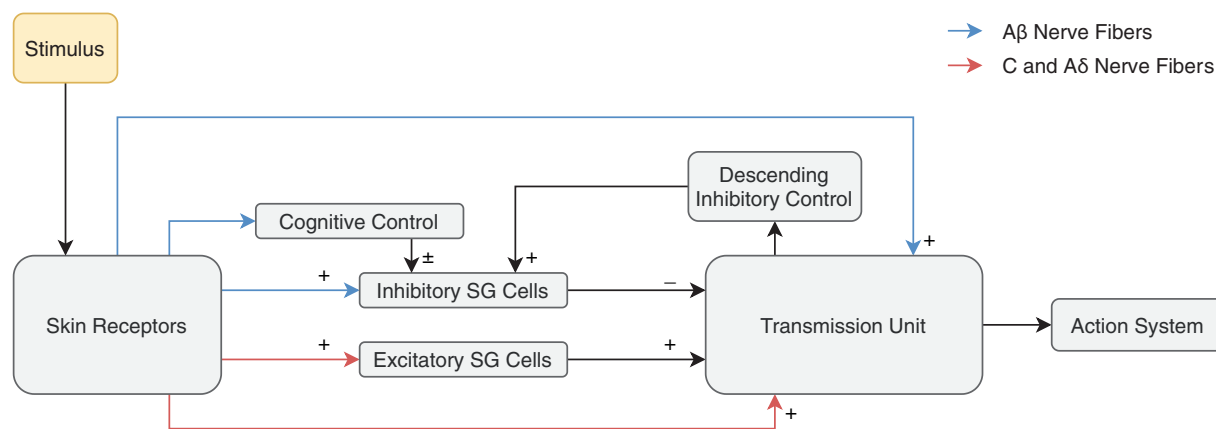 Stimulus
Aβ Nerve Fibers
C and Aδ Nerve Fibers
Descending
Inhibitory Control
Cognitive Control
+
±
+
+
Inhibitory SG Cells
–
Skin Receptors
Transmission Unit
Action System
+
Excitatory SG Cells
+
+